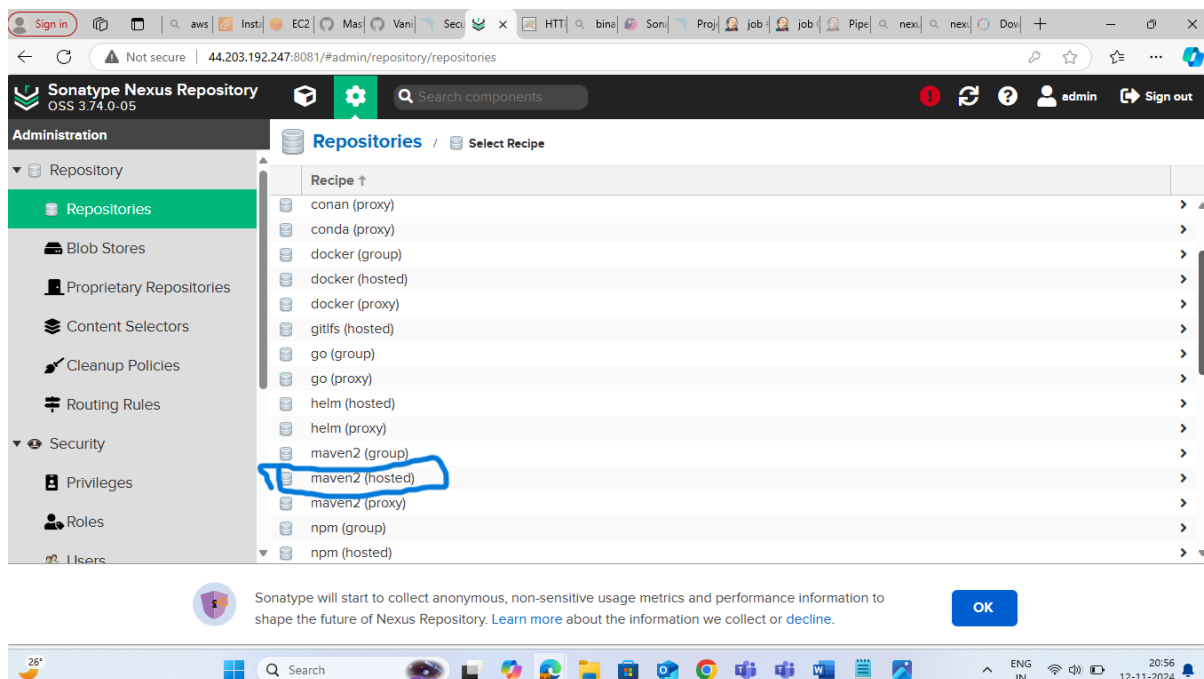 Sign in
aws
Insta
EC2
Mas
Vani
Secu
HTT
bina
Son
Proj
job
job
Pipe
nexu
nexu
Dov
Not secure
44.203.192.247:8081/#admin/repository/repositories
Sonatype Nexus Repository
OSS 3.74.0-05
Search components
admin
Sign out
Administration
Repositories / Select Recipe
Repository
Recipe
Repositories
Blob Stores
Proprietary Repositories
Content Selectors
Cleanup Policies
Routing Rules
Security
Privileges
Roles
Users
conan (proxy)
conda (proxy)
docker (group)
docker (hosted)
docker (proxy)
gitlfs (hosted)
go (group)
go (proxy)
helm (hosted)
helm (proxy)
maven2 (group)
maven2 (hosted)
maven2 (proxy)
npm (group)
npm (hosted)
Sonatype will start to collect anonymous, non-sensitive usage metrics and performance information to
shape the future of Nexus Repository. Learn more about the information we collect or decline.
OK
26°
Search
ENG
IN
20:56
12-11-2024